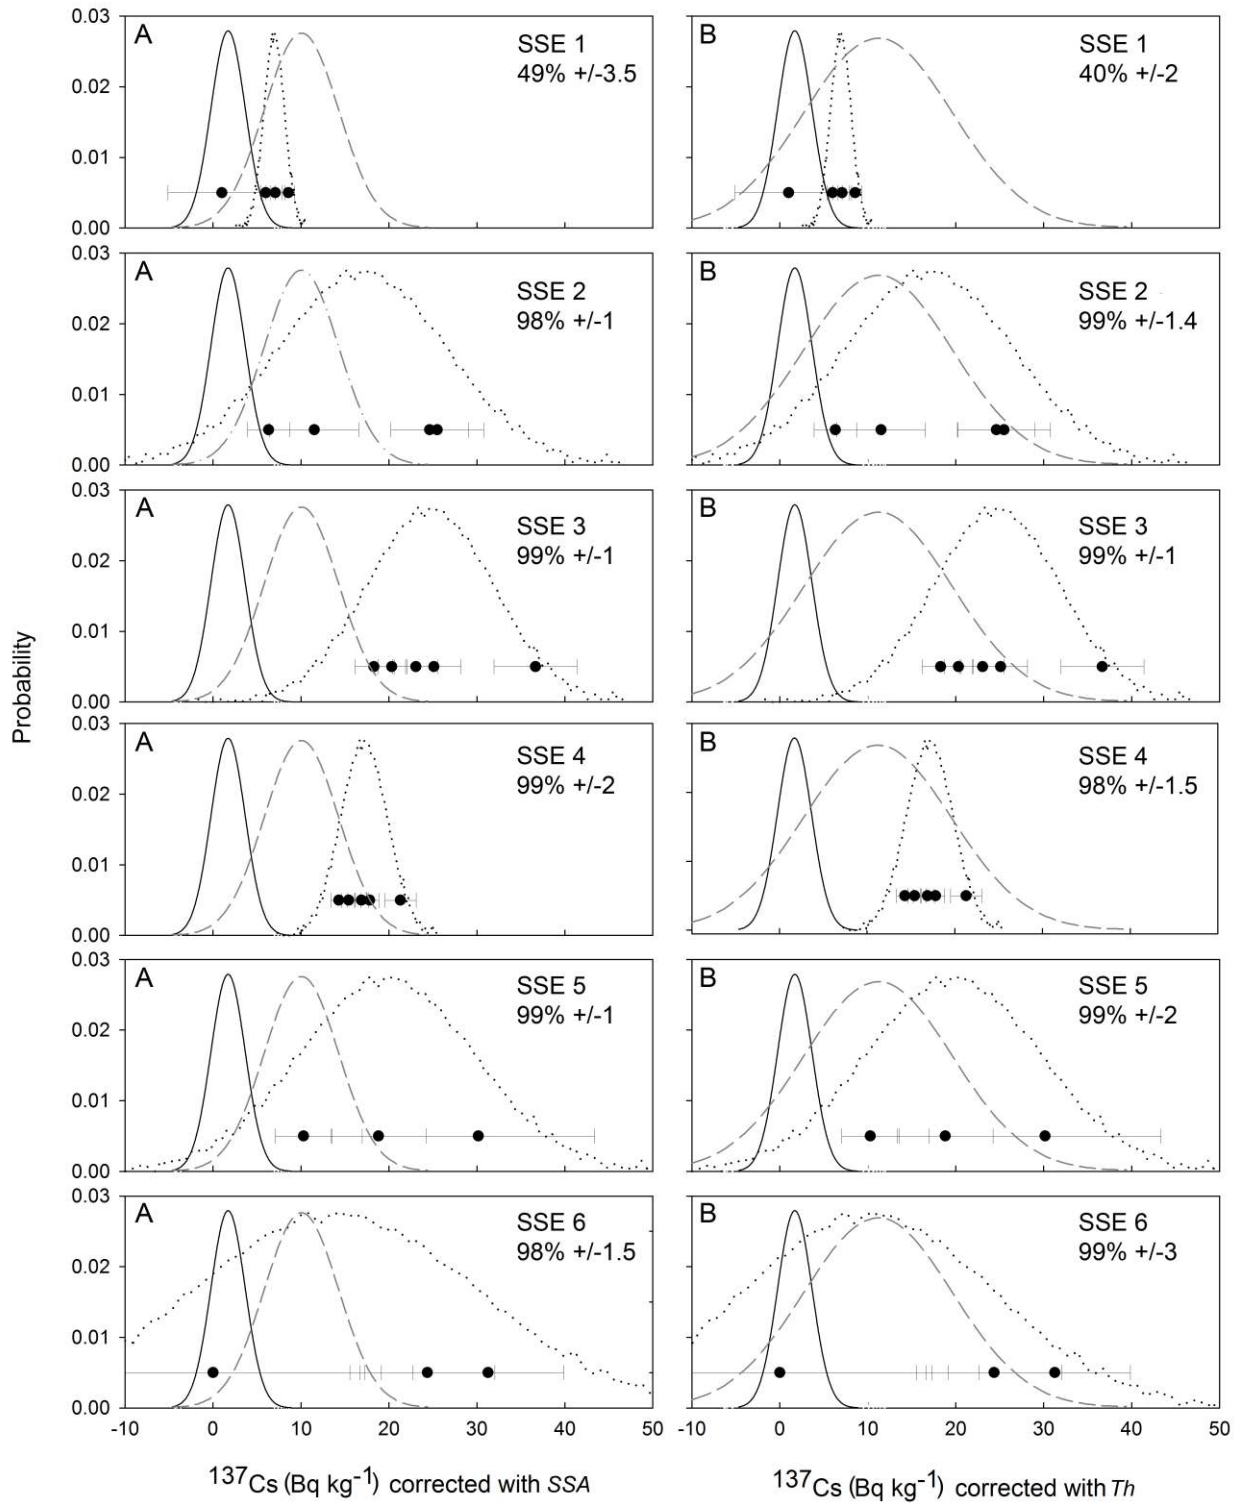 0.03
A
SSE 1
49% +/-3.5
0.02
0.01
0.00
B
SSE 1
40% +/-2
0.03
A
SSE 2
98% +/-1
0.02
0.01
0.00
B
SSE 2
99% +/-1.4
0.03
A
SSE 3
99% +/-1
0.02
0.01
0.00
B
SSE 3
99% +/-1
0.03
A
SSE 4
99% +/-2
0.02
0.01
0.00
B
SSE 4
98% +/-1.5
0.03
A
SSE 5
99% +/-1
0.02
0.01
0.00
B
SSE 5
99% +/-2
0.03
A
SSE 6
98% +/-1.5
0.02
0.01
0.00
B
SSE 6
99% +/-3
Probability
-10 0 10 20 30 40 50
-10 0 10 20 30 40 50
137Cs (Bq kg-1) corrected with SSA
137Cs (Bq kg-1) corrected with Th